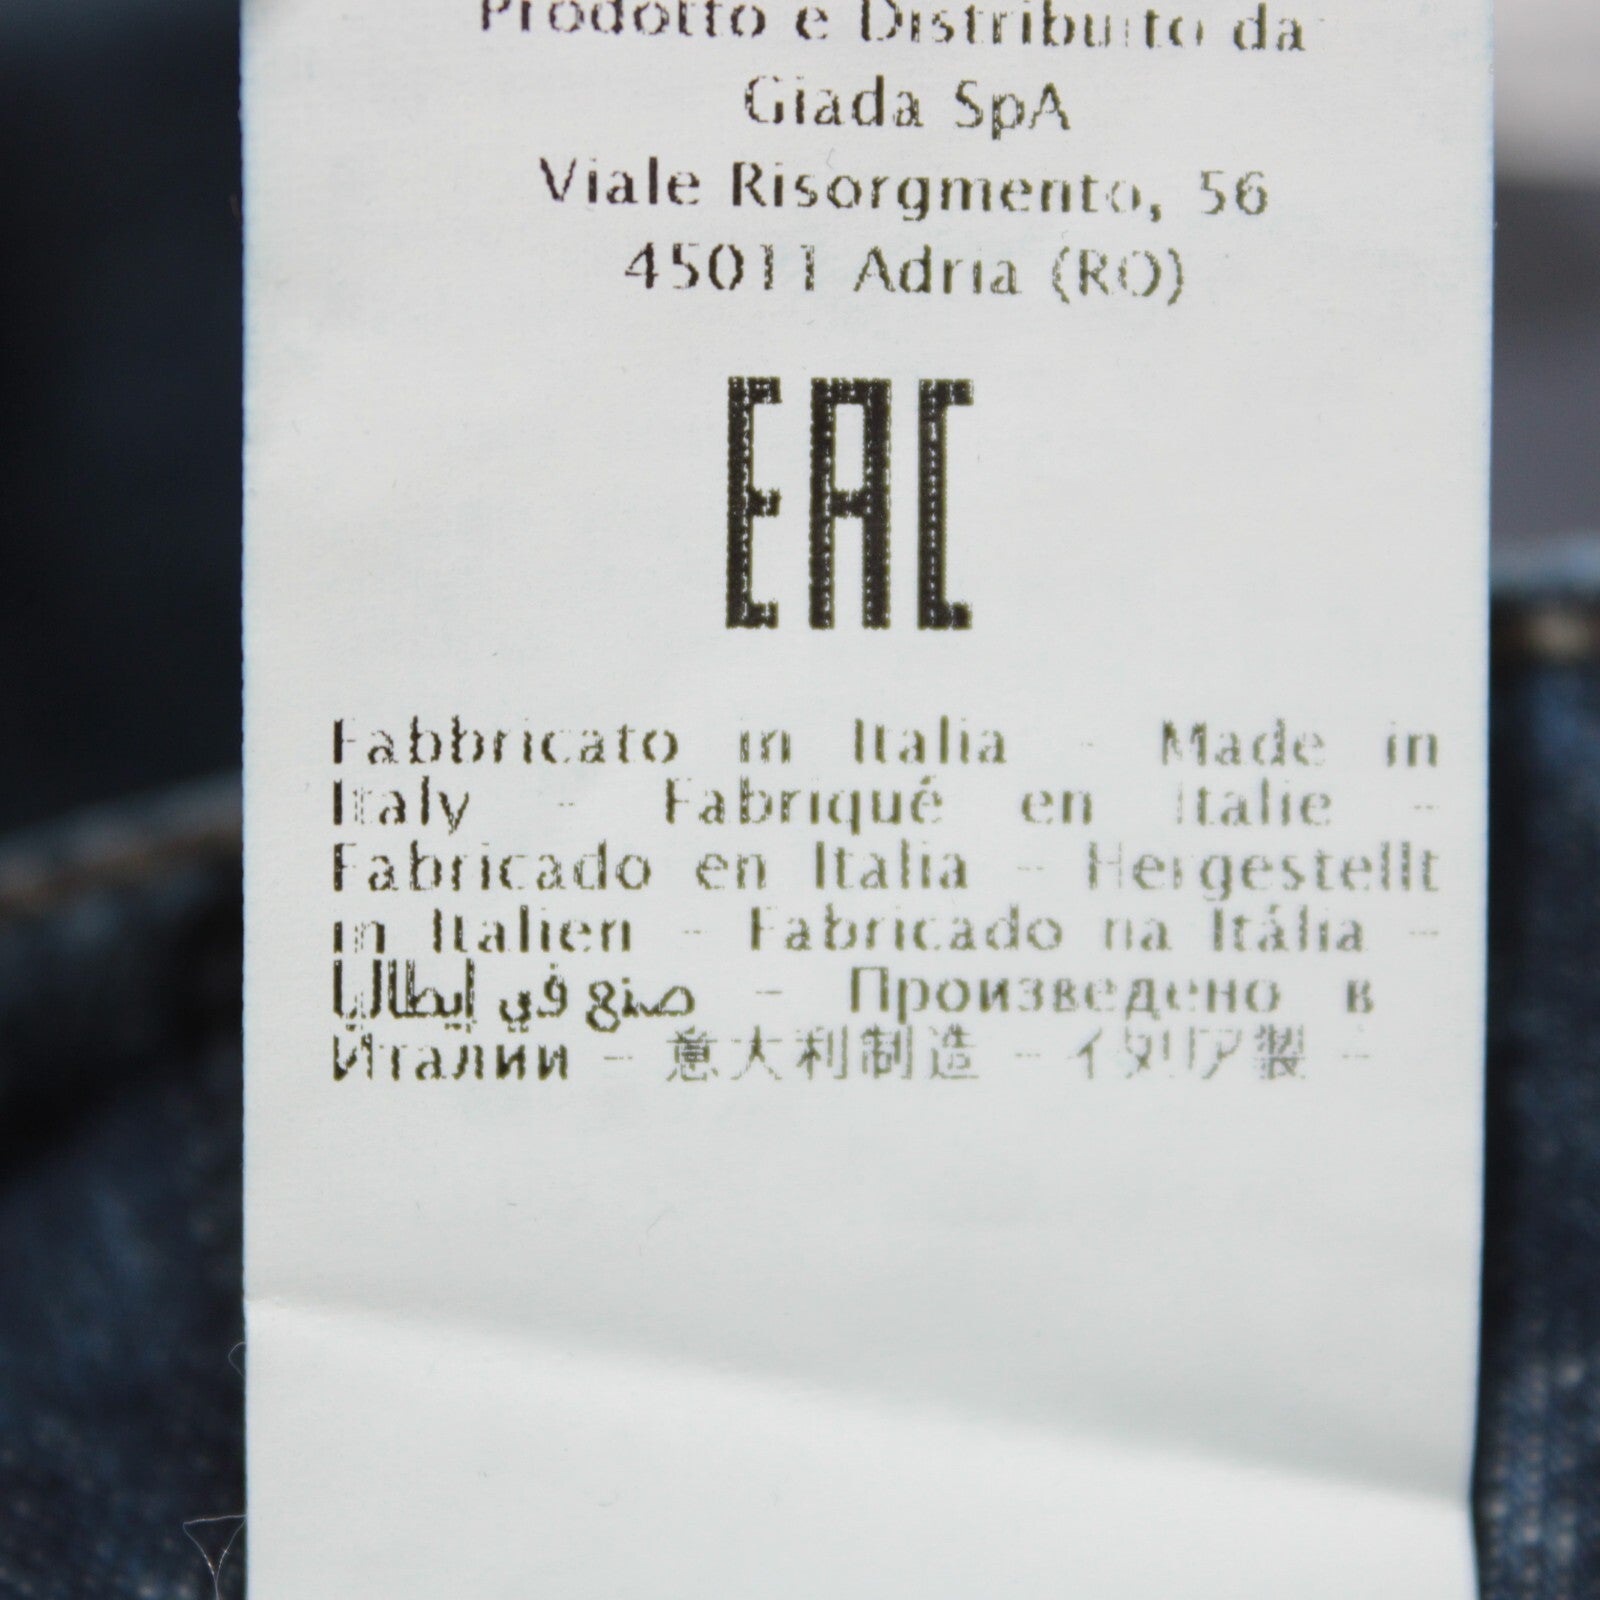 Prodotto e Distribuito da
Giada SpA
Viale Risorgmento, 56
45011 Adria (RO)
EAC
Fabbricato in Italia - Made in
Italy - Fabriqué en Italie -
Fabricado en Italia - Hergestellt
in Italien - Fabricado na Itália -
صنع في إيطاليا - Произведено в
Италии - 意大利制造 - イタリア製 -